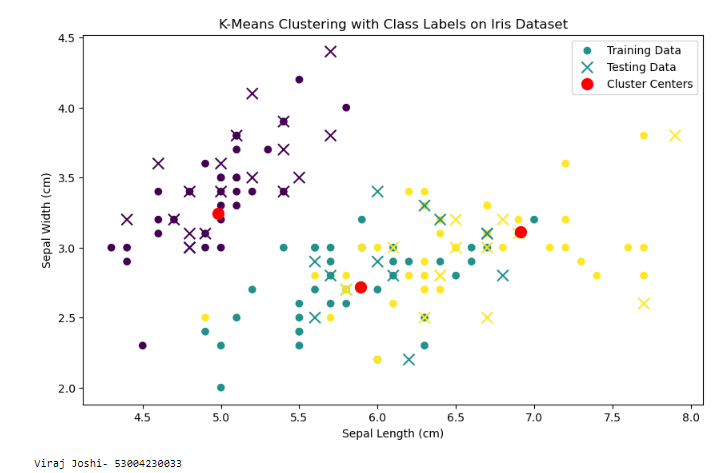 K-Means Clustering with Class Labels on Iris Dataset
Training Data
Testing Data
Cluster Centers
Sepal Width (cm)
4.5
4.0
3.5
3.0
2.5
2.0
4.5 5.0 5.5 6.0 6.5 7.0 7.5 8.0
Sepal Length (cm)
Viraj Joshi- 53004230033